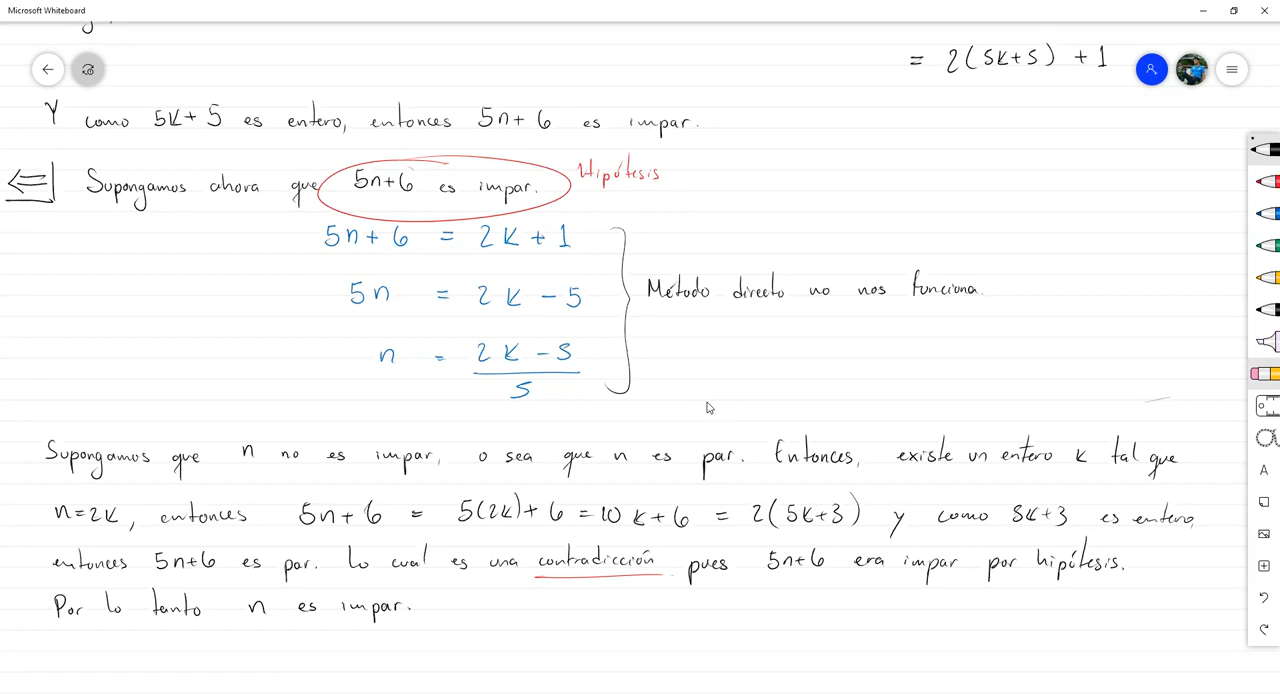 Microsoft Whiteboard
= 2(5k+5) + 1
Y como 5k+5 es entero, entonces 5n+6 es impar.
⇐ Supongamos ahora que 5n+6 es impar. Hipótesis
5n+6 = 2k+1
5n = 2k-5
Método directo no nos funciona.
n = 2k-5
5
Supongamos que n no es impar, o sea que n es par. Entonces, existe un entero k tal que
n=2k, entonces 5n+6 = 5(2k)+6 = 10k+6 = 2(5k+3) y como 5k+3 es entero,
entonces 5n+6 es par. Lo cual es una contradicción pues 5n+6 era impar por hipótesis.
Por lo tanto n es impar.
A